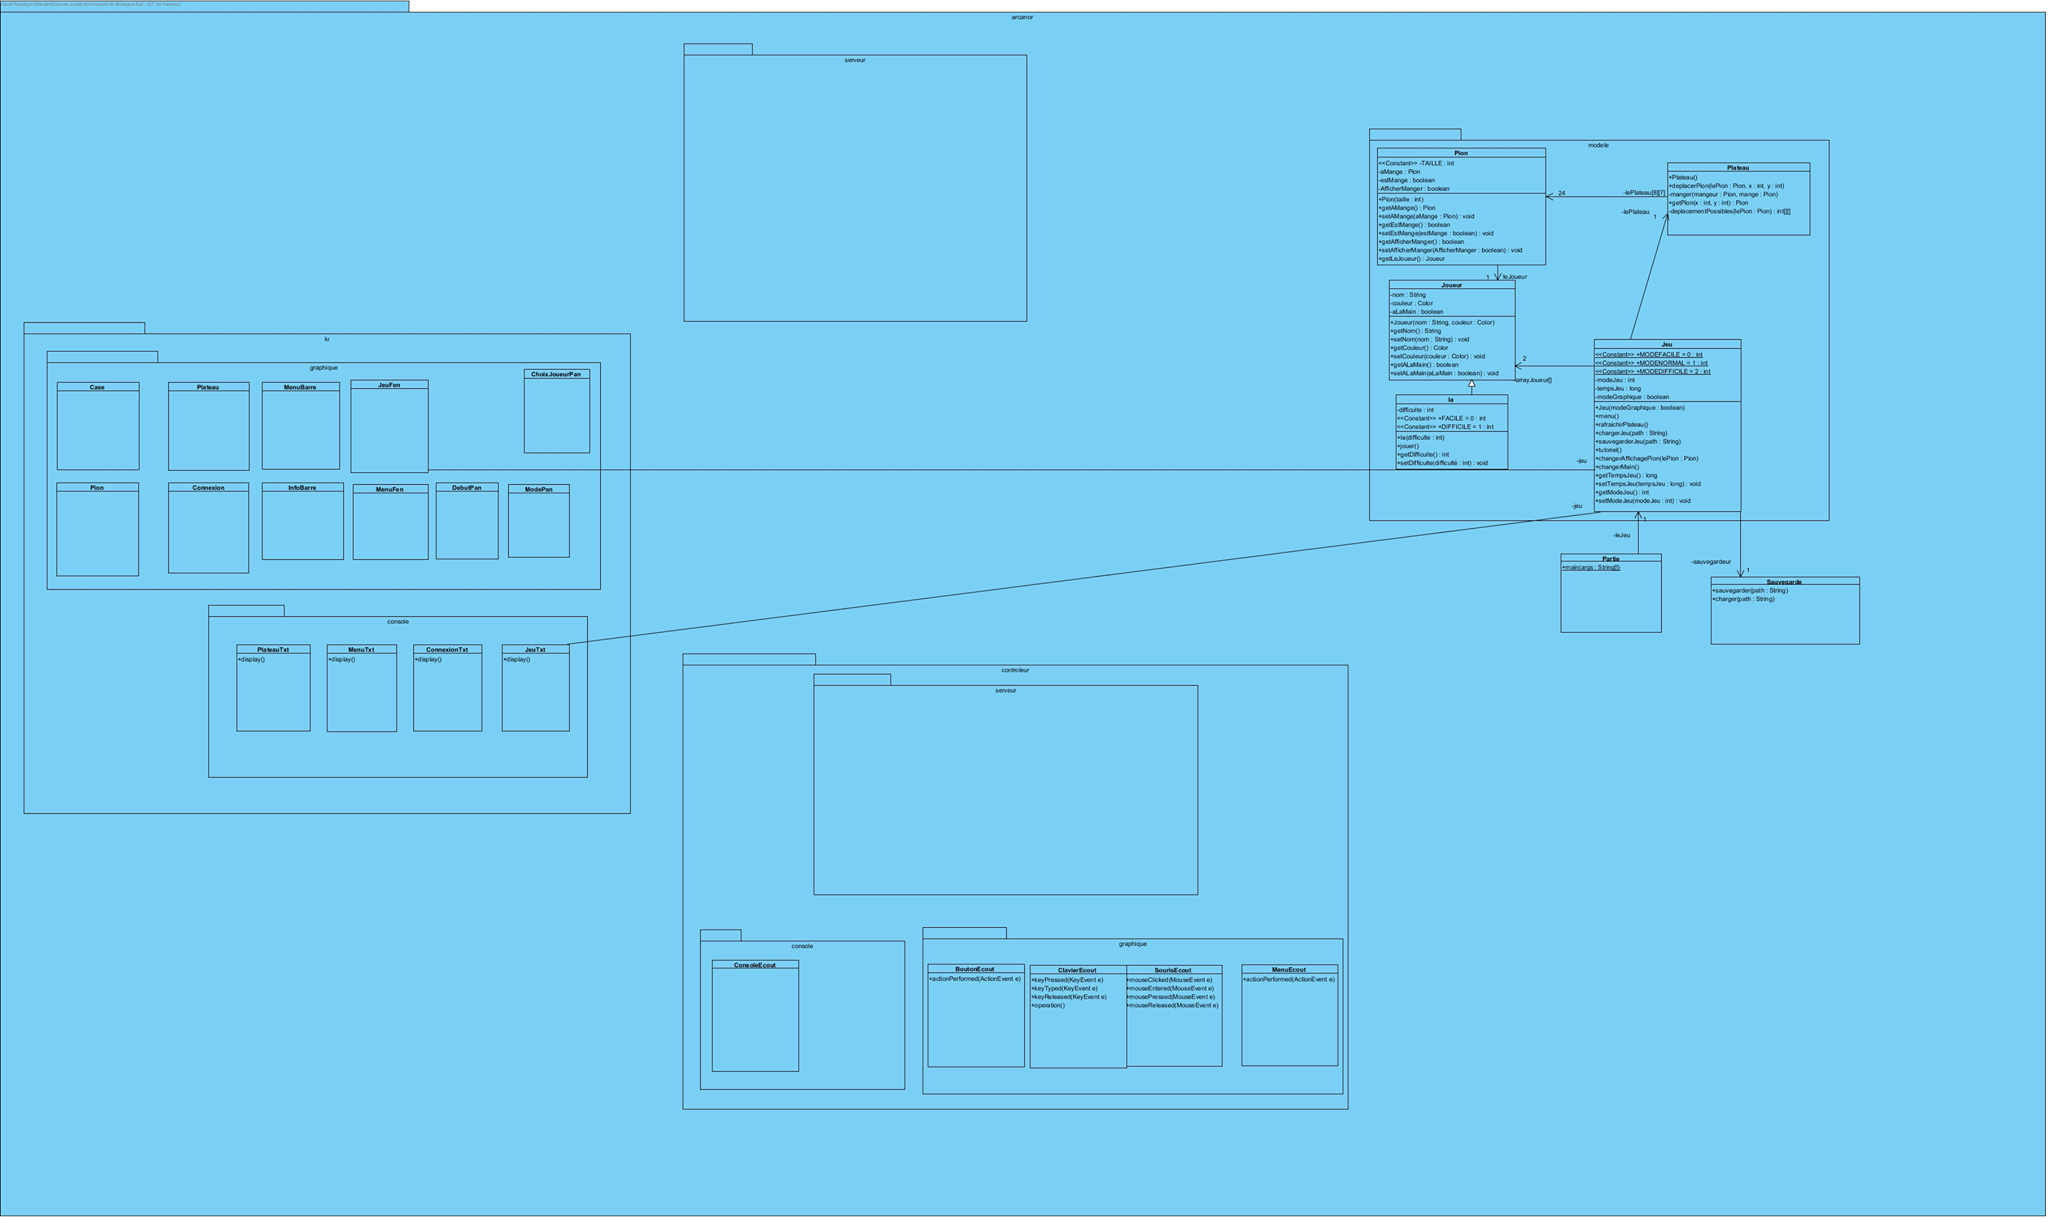 arcanor
serveur
modele
Pion
<<Constant>> -TAILLE : int
-aMange : Pion
-estMange : boolean
-AfficherManger : boolean
+Pion(taille : int)
+getAMange() : Pion
+setAMange(aMange : Pion) : void
+getEstMange() : boolean
+setEstMange(estMange : boolean) : void
+getAfficherManger() : boolean
+setAfficherManger(AfficherManger : boolean) : void
+getLeJoueur() : Joueur
24
-lePlateau[8][7]
-lePlateau
1
Plateau
+Plateau()
+deplacerPion(lePion : Pion, x : int, y : int)
-manger(mangeur : Pion, mange : Pion)
+getPion(x : int, y : int) : Pion
-deplacementPossibles(lePion : Pion) : int[][]
1
leJoueur
Joueur
-nom : String
-couleur : Color
-aLaMain : boolean
+Joueur(nom : String, couleur : Color)
+getNom() : String
+setNom(nom : String) : void
+getCouleur() : Color
+setCouleur(couleur : Color) : void
+getALaMain() : boolean
+setALaMain(aLaMain : boolean) : void
2
-arrayJoueur[]
Ia
-difficulte : int
<<Constant>> +FACILE = 0 : int
<<Constant>> +DIFFICILE = 1 : int
+Ia(difficulte : int)
+jouer()
+getDifficulte() : int
+setDifficulte(difficulté : int) : void
Jeu
<<Constant>> +MODEFACILE = 0 : int
<<Constant>> +MODENORMAL = 1 : int
<<Constant>> +MODEDIFFICILE = 2 : int
-modeJeu : int
-tempsJeu : long
-modeGraphique : boolean
+Jeu(modeGraphique : boolean)
+menu()
+rafraichirPlateau()
+chargerJeu(path : String)
+sauvegarderJeu(path : String)
+tutoriel()
+changerAffichagePion(lePion : Pion)
+changerMain()
+getTempsJeu() : long
+setTempsJeu(tempsJeu : long) : void
+getModeJeu() : int
+setModeJeu(modeJeu : int) : void
-jeu
-jeu
1
-leJeu
Partie
+main(args : String[])
-sauvegardeur
1
Sauvegarde
+sauvegarder(path : String)
+charger(path : String)
iu
graphique
Case
Plateau
MenuBarre
JeuFen
ChoixJoueurPan
Pion
Connexion
InfoBarre
MenuFen
DebutPan
ModePan
console
PlateauTxt
+display()
MenuTxt
+display()
ConnexionTxt
+display()
JeuTxt
+display()
controleur
serveur
console
ConsoleEcout
graphique
BoutonEcout
+actionPerformed(ActionEvent e)
ClavierEcout
+keyPressed(KeyEvent e)
+keyTyped(KeyEvent e)
+keyReleased(KeyEvent e)
+operation()
SourisEcout
+mouseClicked(MouseEvent e)
+mouseEntered(MouseEvent e)
+mousePressed(MouseEvent e)
+mouseReleased(MouseEvent e)
MenuEcout
+actionPerformed(ActionEvent e)